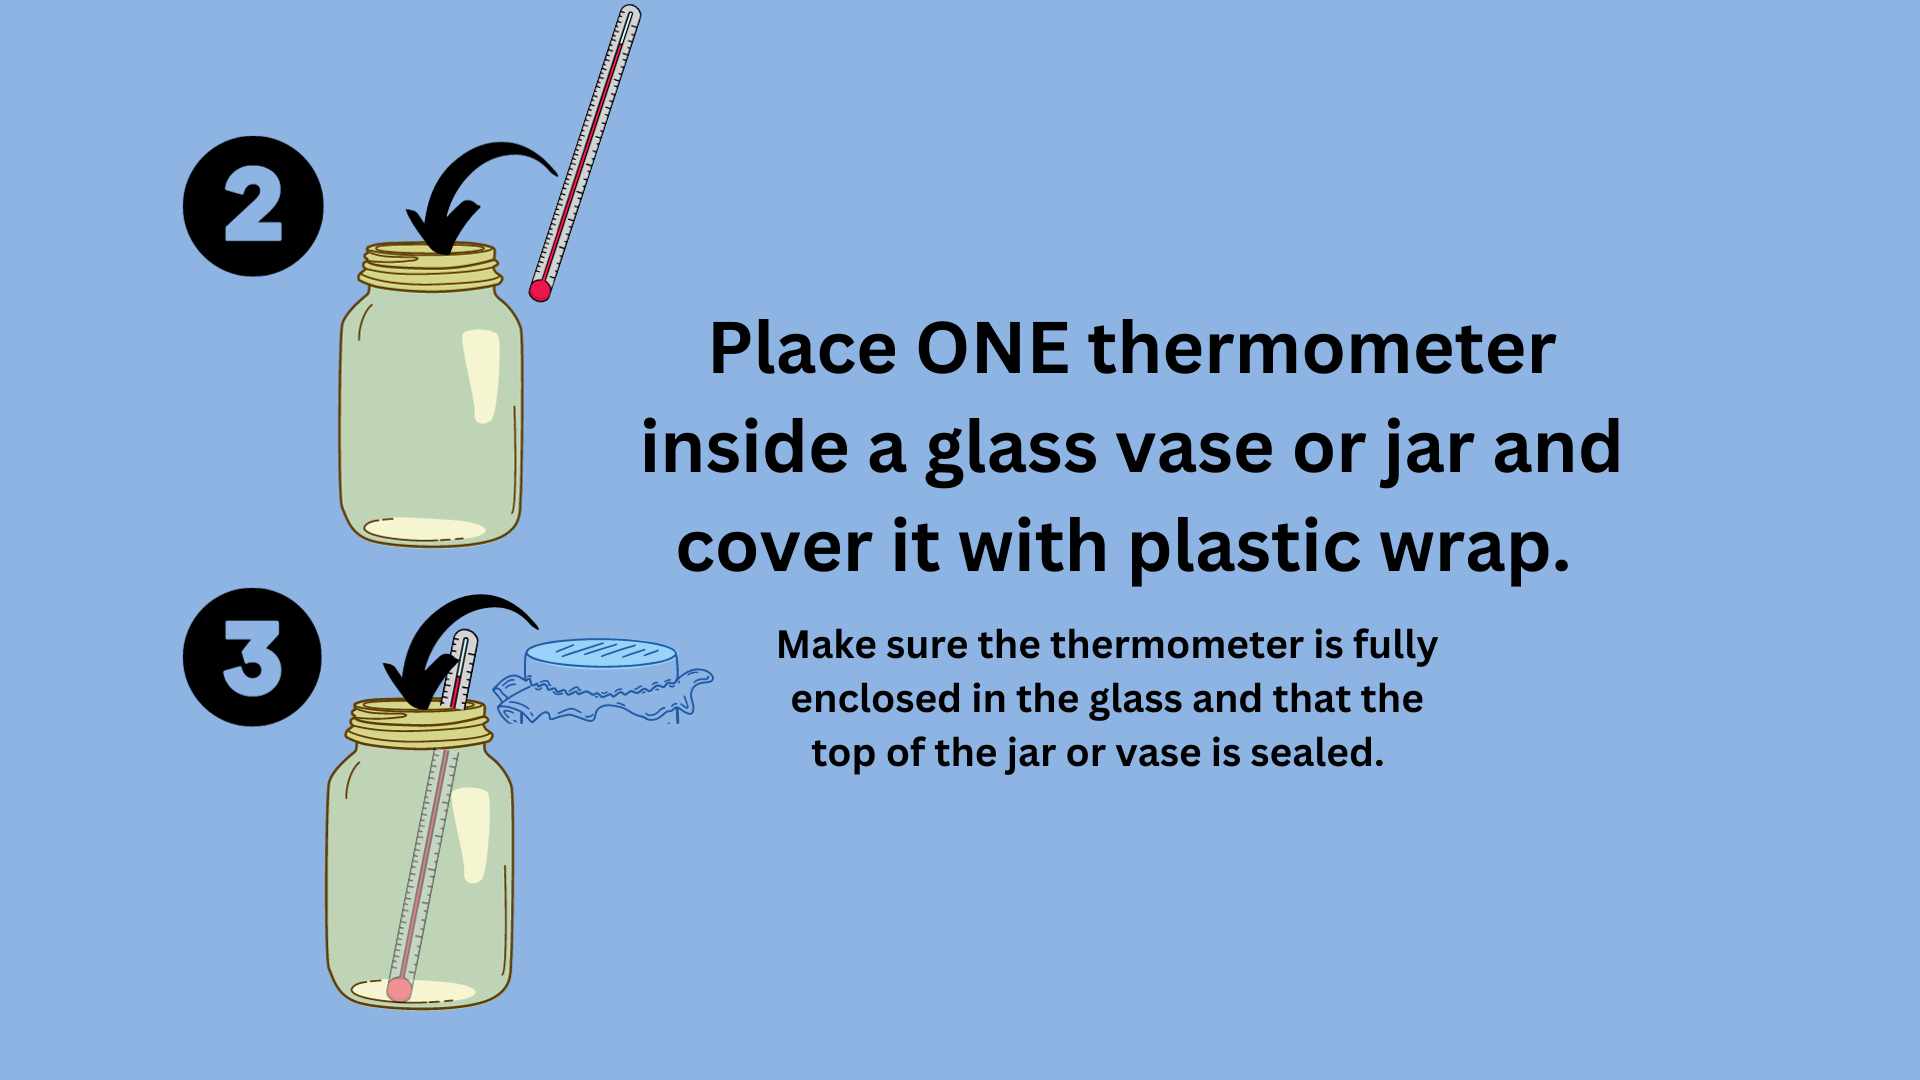 2
Place ONE thermometer
inside a glass vase or jar and
cover it with plastic wrap.
3
Make sure the thermometer is fully
enclosed in the glass and that the
top of the jar or vase is sealed.